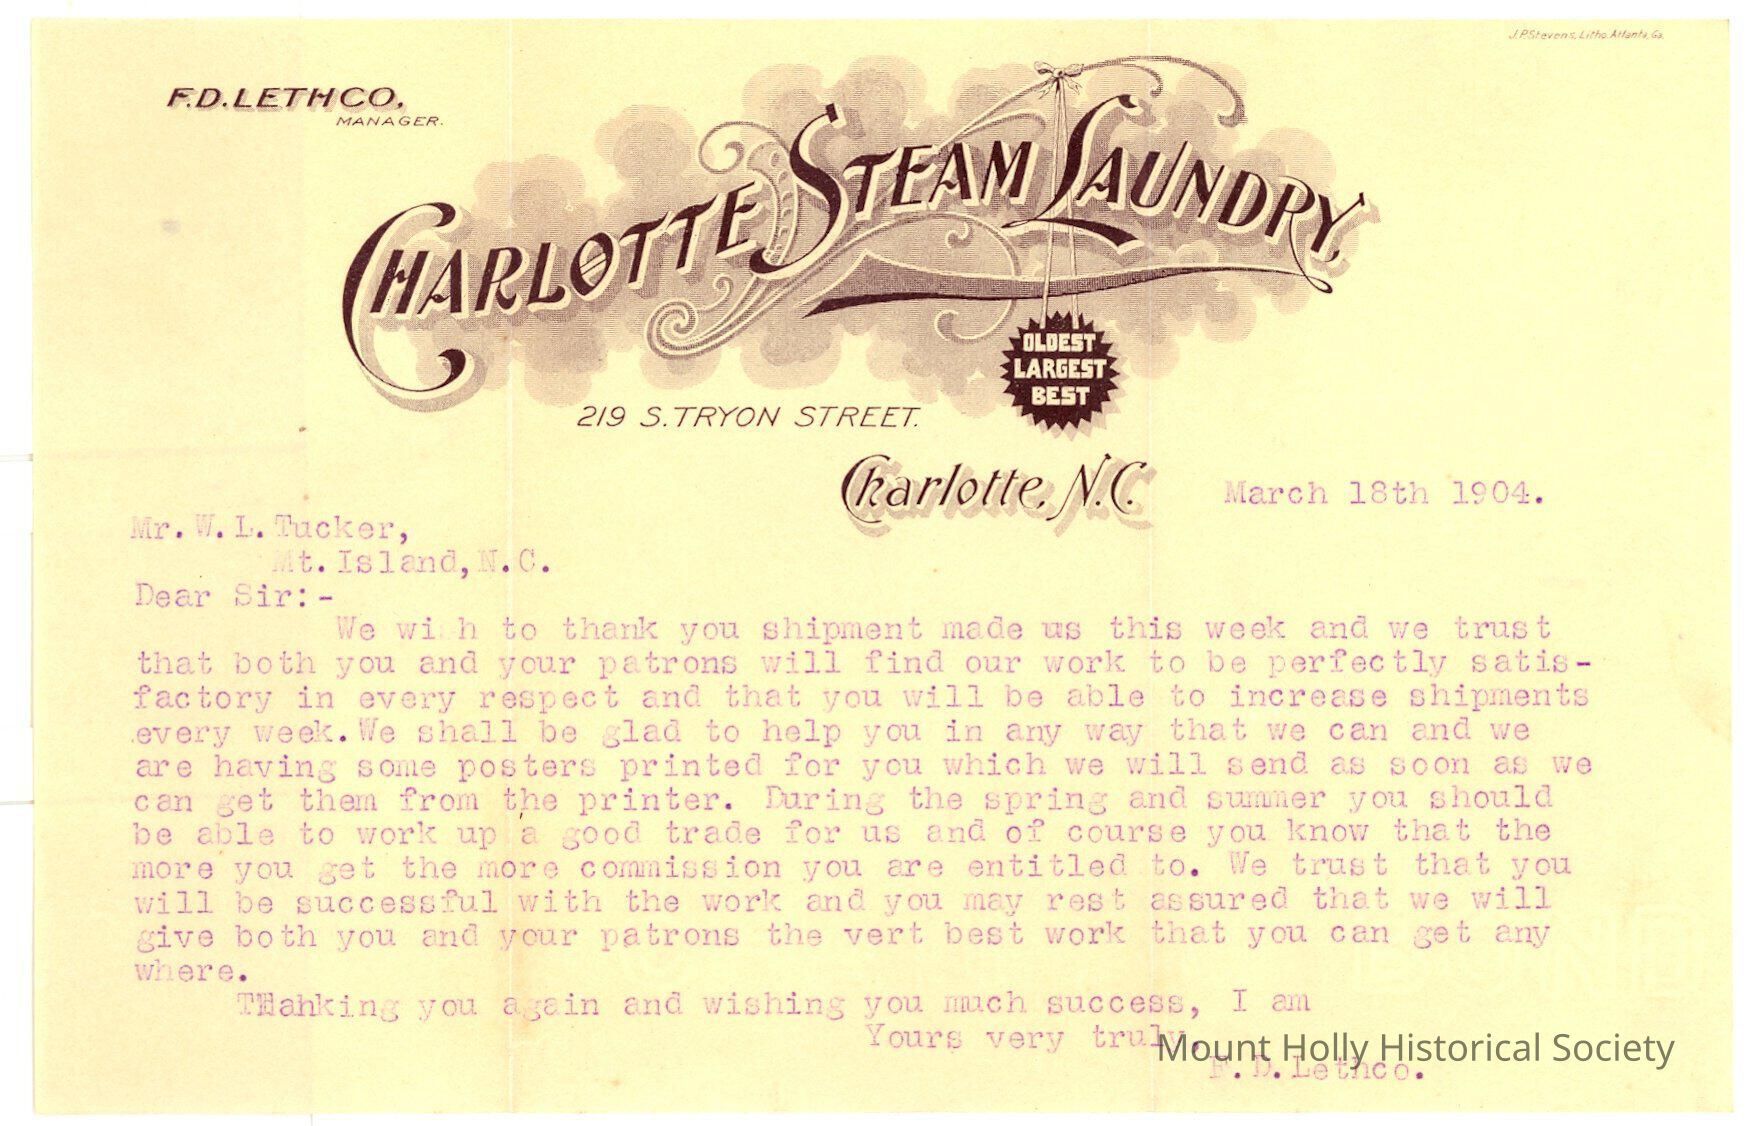 J.P.Stevens, Litho. Atlanta, Ga.
F.D. LETHCO,
MANAGER.
CHARLOTTE STEAM LAUNDRY,
OLDEST
LARGEST
BEST
219 S. TRYON STREET.
Charlotte, N.C. March 18th 1904.
Mr. W. L. Tucker,
Mt. Island, N.C.
Dear Sir:-
We wish to thank you shipment made us this week and we trust
that both you and your patrons will find our work to be perfectly satis-
factory in every respect and that you will be able to increase shipments
every week. We shall be glad to help you in any way that we can and we
are having some posters printed for you which we will send as soon as we
can get them from the printer. During the spring and summer you should
be able to work up a good trade for us and of course you know that the
more you get the more commission you are entitled to. We trust that you
will be successful with the work and you may rest assured that we will
give both you and your patrons the vert best work that you can get any
where.
THahking you again and wishing you much success, I am
Yours very truly,
Mount Holly Historical Society
F. D. Lethco.